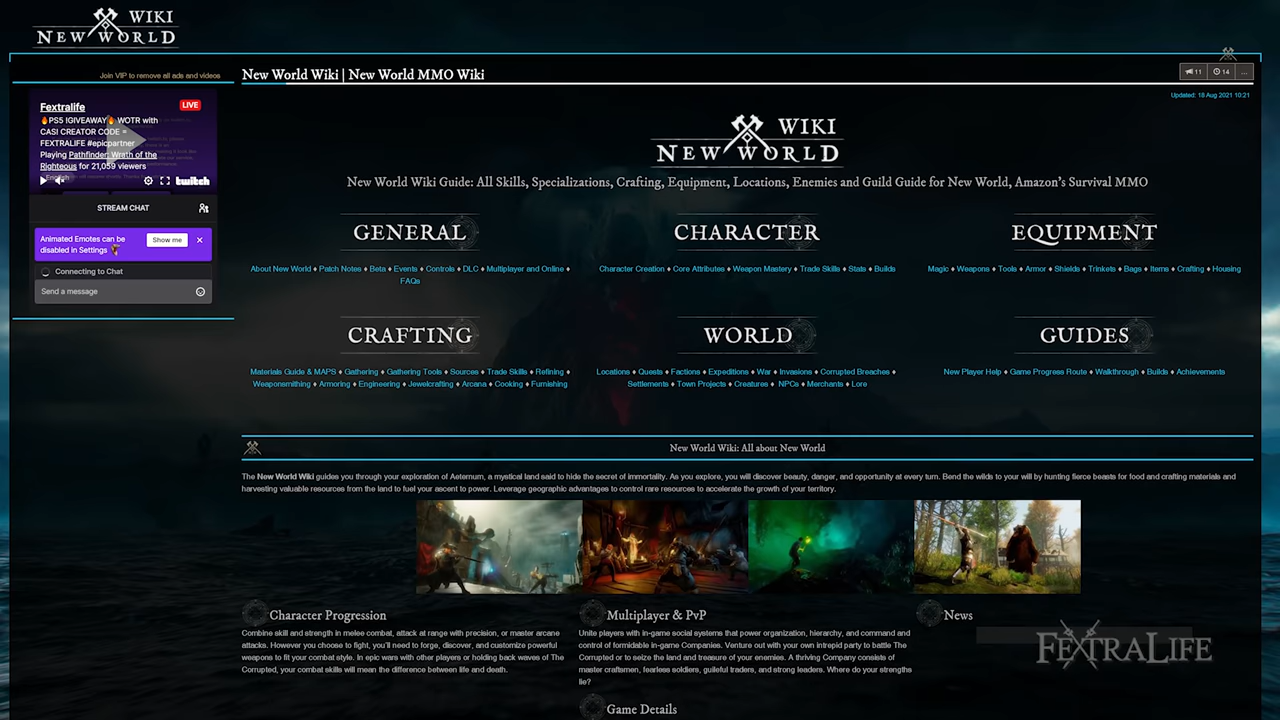 WIKI
NEW WORLD
Join VIP to remove all ads and videos
New World Wiki | New World MMO Wiki
11
14
...
Updated: 18 Aug 2021 10:21
Fextralife
LIVE
🔥PS5 IGIVEAWAY🔥 WOTR with
CASI CREATOR CODE =
FEXTRALIFE #epicpartner
Playing Pathfinder: Wrath of the
Righteous for 21,059 viewers
English
twitch
STREAM CHAT
Animated Emotes can be
disabled in Settings
Show me
Connecting to Chat
Send a message
WIKI
NEW WORLD
New World Wiki Guide: All Skills, Specializations, Crafting, Equipment, Locations, Enemies and Guild Guide for New World, Amazon's Survival MMO
GENERAL
About New World ♦ Patch Notes ♦ Beta ♦ Events ♦ Controls ♦ DLC ♦ Multiplayer and Online ♦
FAQs
CHARACTER
Character Creation ♦ Core Attributes ♦ Weapon Mastery ♦ Trade Skills ♦ Stats ♦ Builds
EQUIPMENT
Magic ♦ Weapons ♦ Tools ♦ Armor ♦ Shields ♦ Trinkets ♦ Bags ♦ Items ♦ Crafting ♦ Housing
CRAFTING
Materials Guide & MAPS ♦ Gathering ♦ Gathering Tools ♦ Sources ♦ Trade Skills ♦ Refining ♦
Weaponsmithing ♦ Armoring ♦ Engineering ♦ Jewelcrafting ♦ Arcana ♦ Cooking ♦ Furnishing
WORLD
Locations ♦ Quests ♦ Factions ♦ Expeditions ♦ War ♦ Invasions ♦ Corrupted Breaches ♦
Settlements ♦ Town Projects ♦ Creatures ♦ NPCs ♦ Merchants ♦ Lore
GUIDES
New Player Help ♦ Game Progress Route ♦ Walkthrough ♦ Builds ♦ Achievements
New World Wiki: All about New World
The New World Wiki guides you through your exploration of Aeternum, a mystical land said to hide the secret of immortality. As you explore, you will discover beauty, danger, and opportunity at every turn. Bend the wilds to your will by hunting fierce beasts for food and crafting materials and
harvesting valuable resources from the land to fuel your ascent to power. Leverage geographic advantages to control rare resources to accelerate the growth of your territory.
Character Progression
Combine skill and strength in melee combat, attack at range with precision, or master arcane
attacks. However you choose to fight, you'll need to forge, discover, and customize powerful
weapons to fit your combat style. In epic wars with other players or holding back waves of The
Corrupted, your combat skills will mean the difference between life and death.
Multiplayer & PvP
Unite players with in-game social systems that power organization, hierarchy, and command and
control of formidable in-game Companies. Venture out with your own intrepid party to battle The
Corrupted or to seize the land and treasure of your enemies. A thriving Company consists of
master craftsmen, fearless soldiers, guileful traders, and strong leaders. Where do your strengths
lie?
Game Details
News
FEXTRALIFE